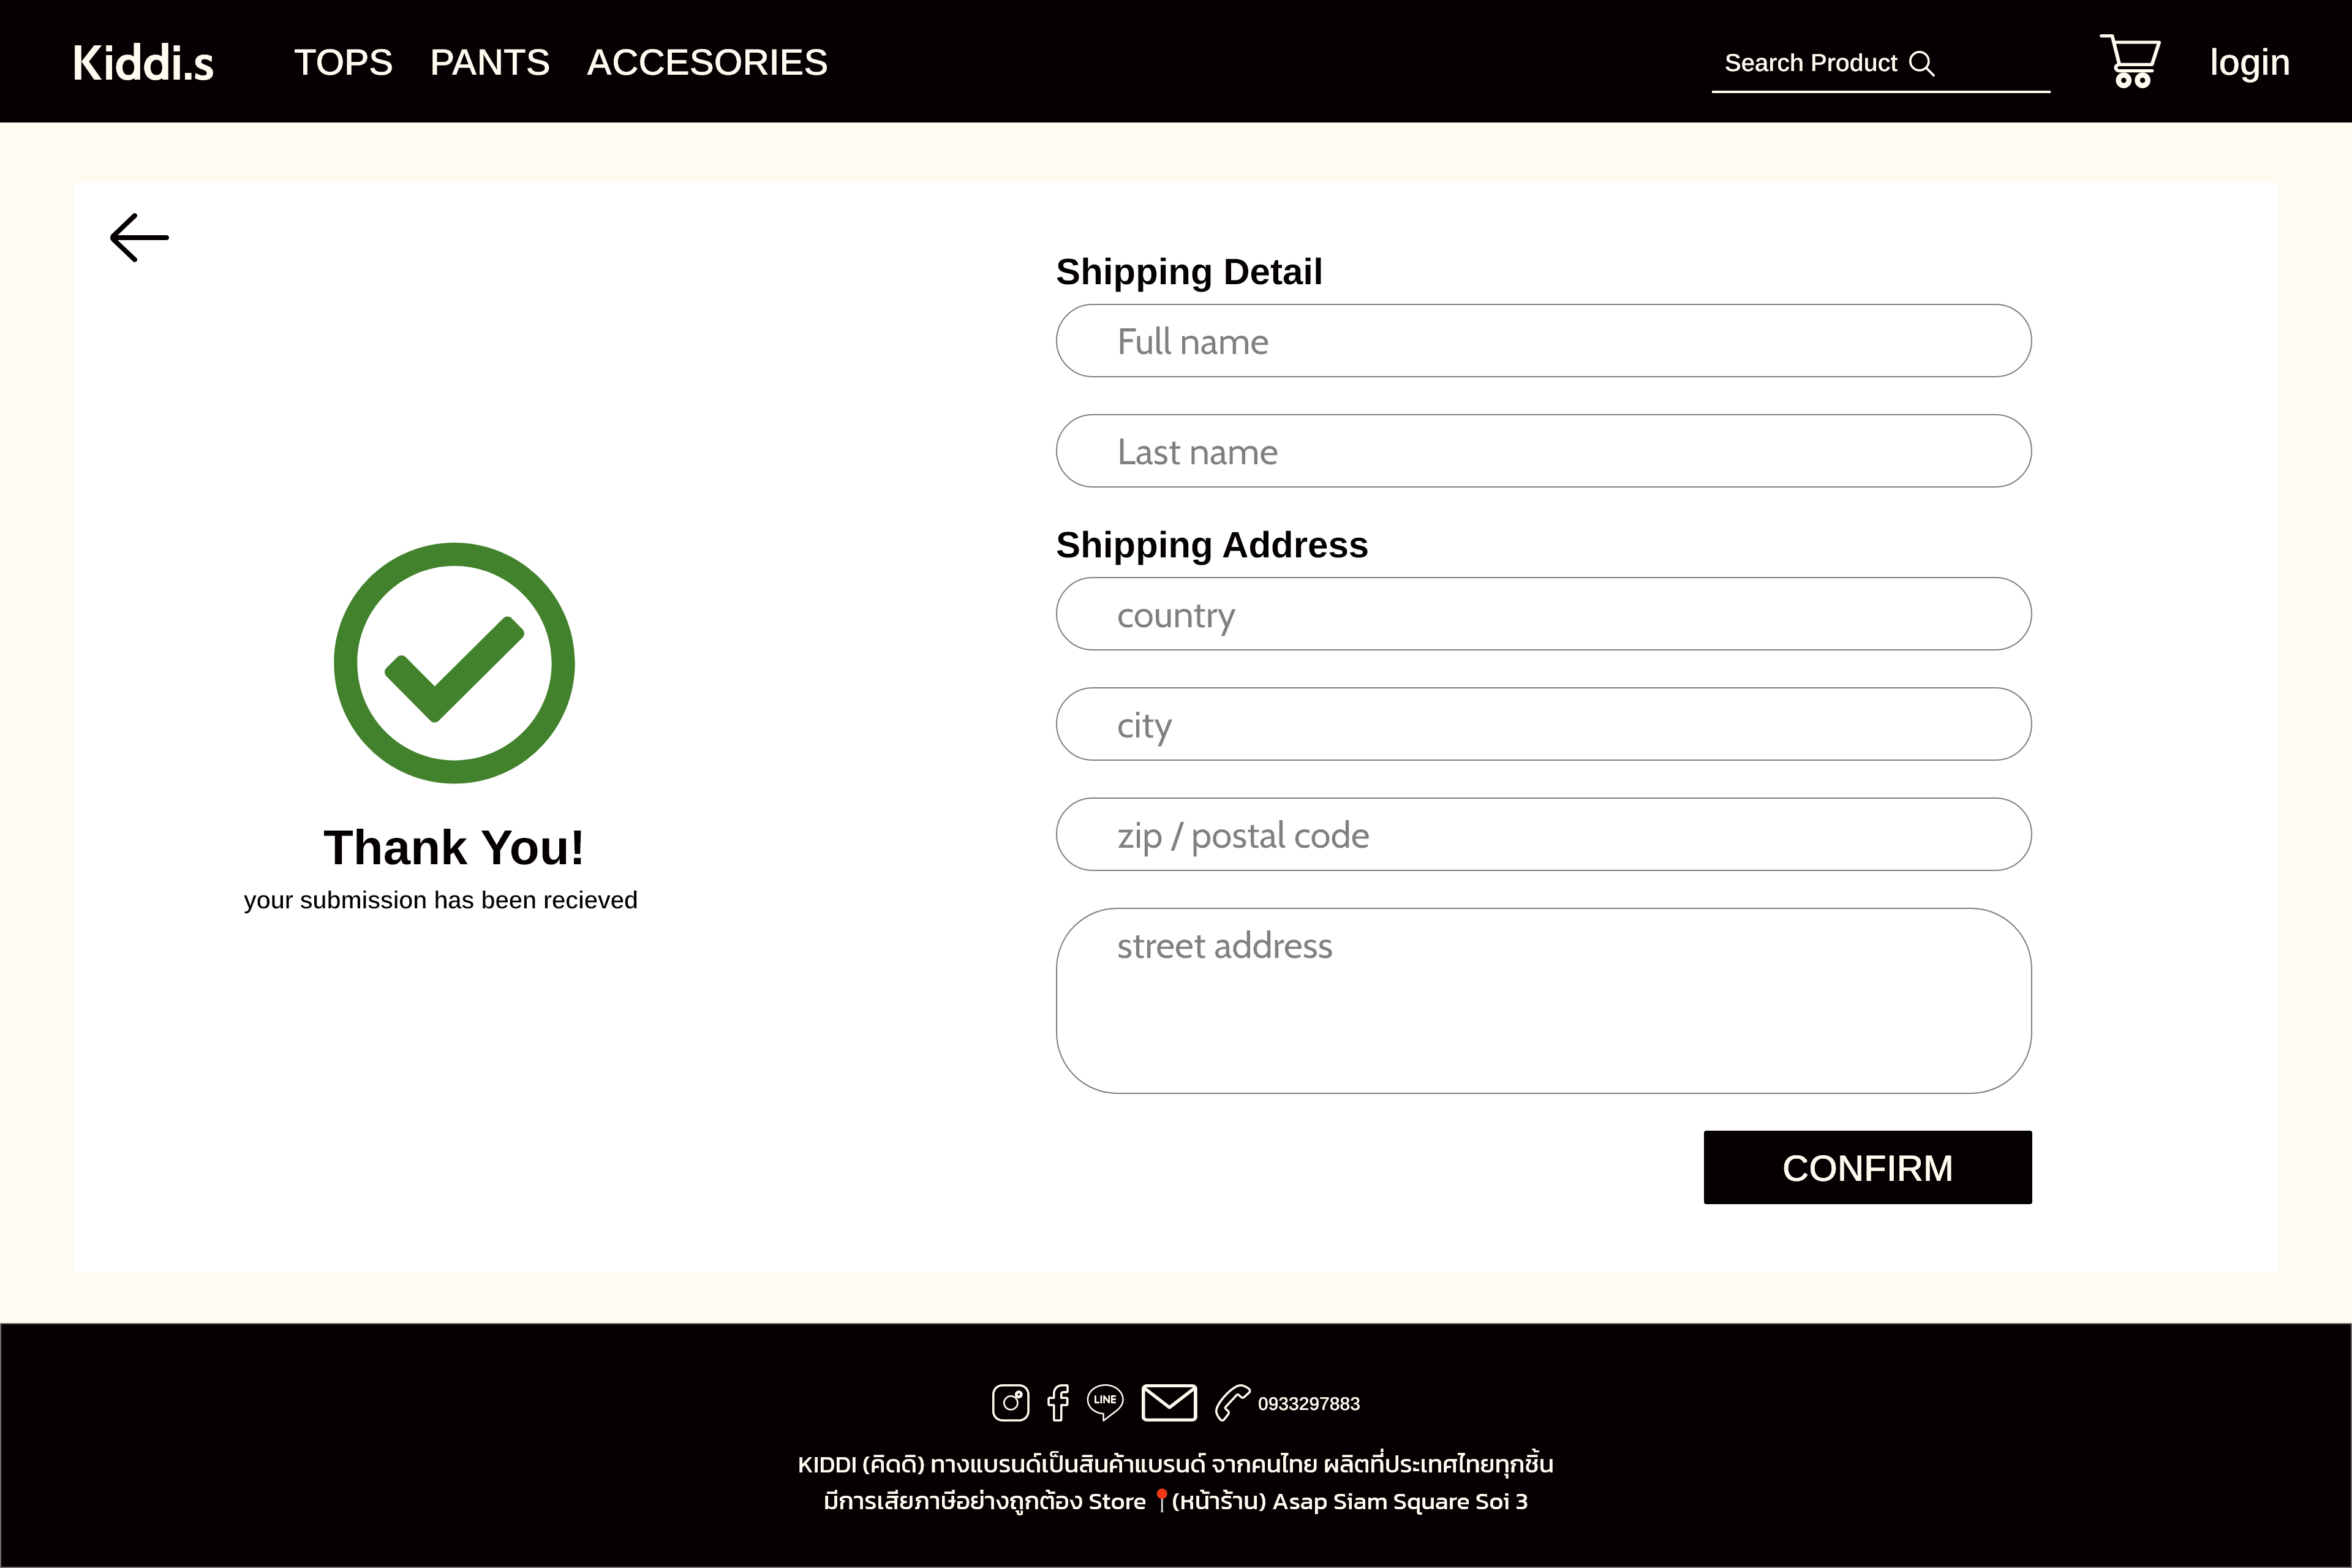 Kiddi.s TOPS PANTS ACCESORIES Search Product login
Shipping Detail
Full name
Last name
Shipping Address
country
city
zip / postal code
street address
CONFIRM
Thank You!
your submission has been recieved
LINE
0933297883
KIDDI (คิดดิ) ทางแบรนด์เป็นสินค้าแบรนด์ จากคนไทย ผลิตที่ประเทศไทยทุกชิ้น
มีการเสียภาษีอย่างถูกต้อง Store 📍(หน้าร้าน) Asap Siam Square Soi 3